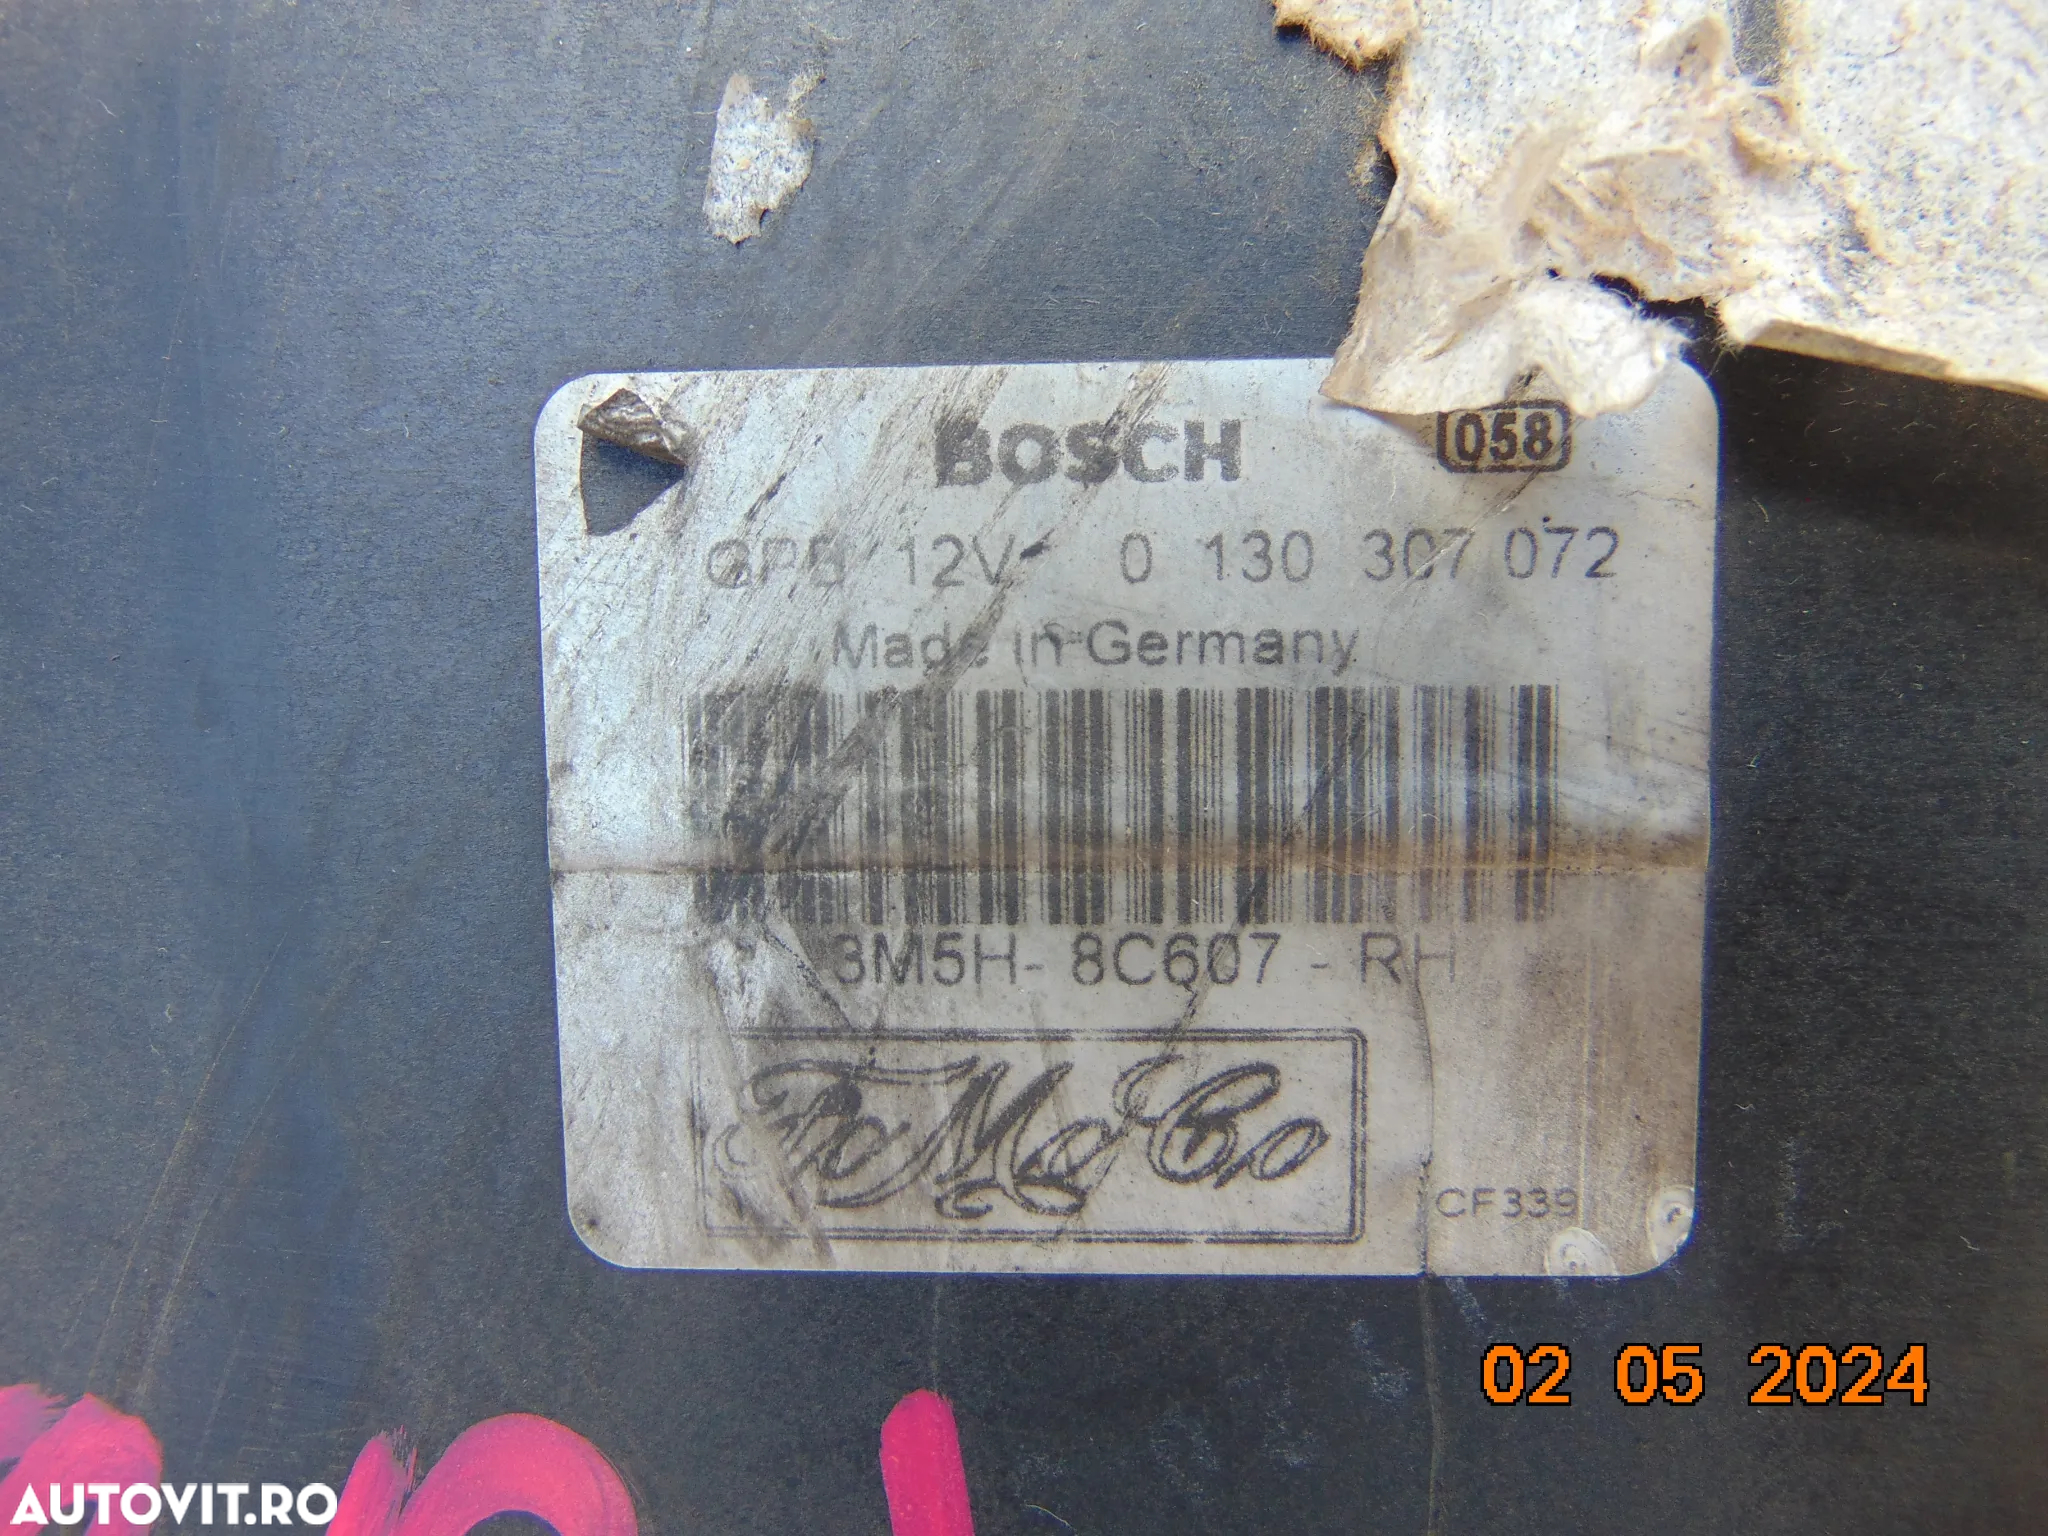 BOSCH
058
GPB 12V 0 130 307 072
Made in Germany
3M5H- 8C607 - RH
FoMoCo
CF339
02 05 2024
AUTOVIT.RO